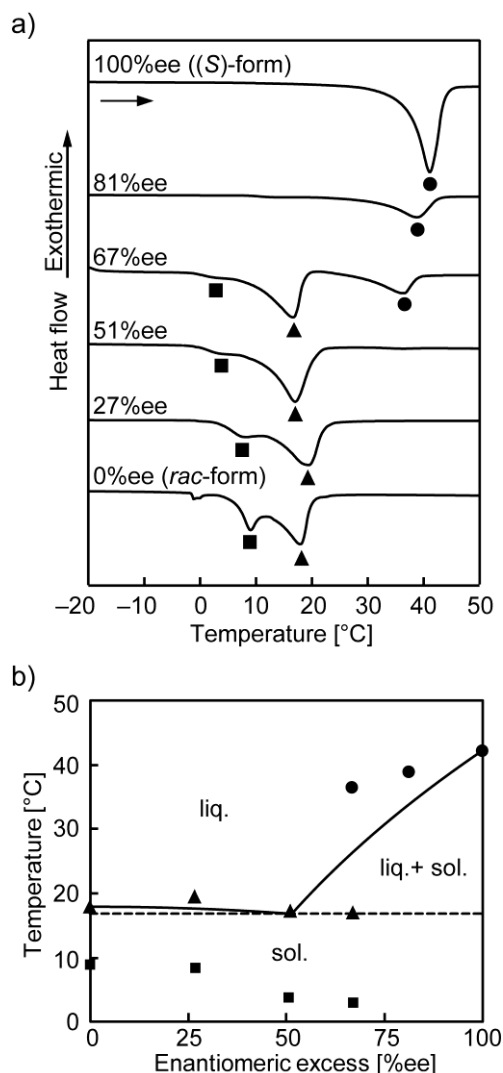 a)
100%ee ((S)-form)
81%ee
67%ee
51%ee
27%ee
0%ee (rac-form)
Heat flow Exothermic
–20 –10 0 10 20 30 40 50
Temperature [°C]
b)
50
40
30
20
10
0
liq.
liq.+ sol.
sol.
Temperature [°C]
0 25 50 75 100
Enantiomeric excess [%ee]